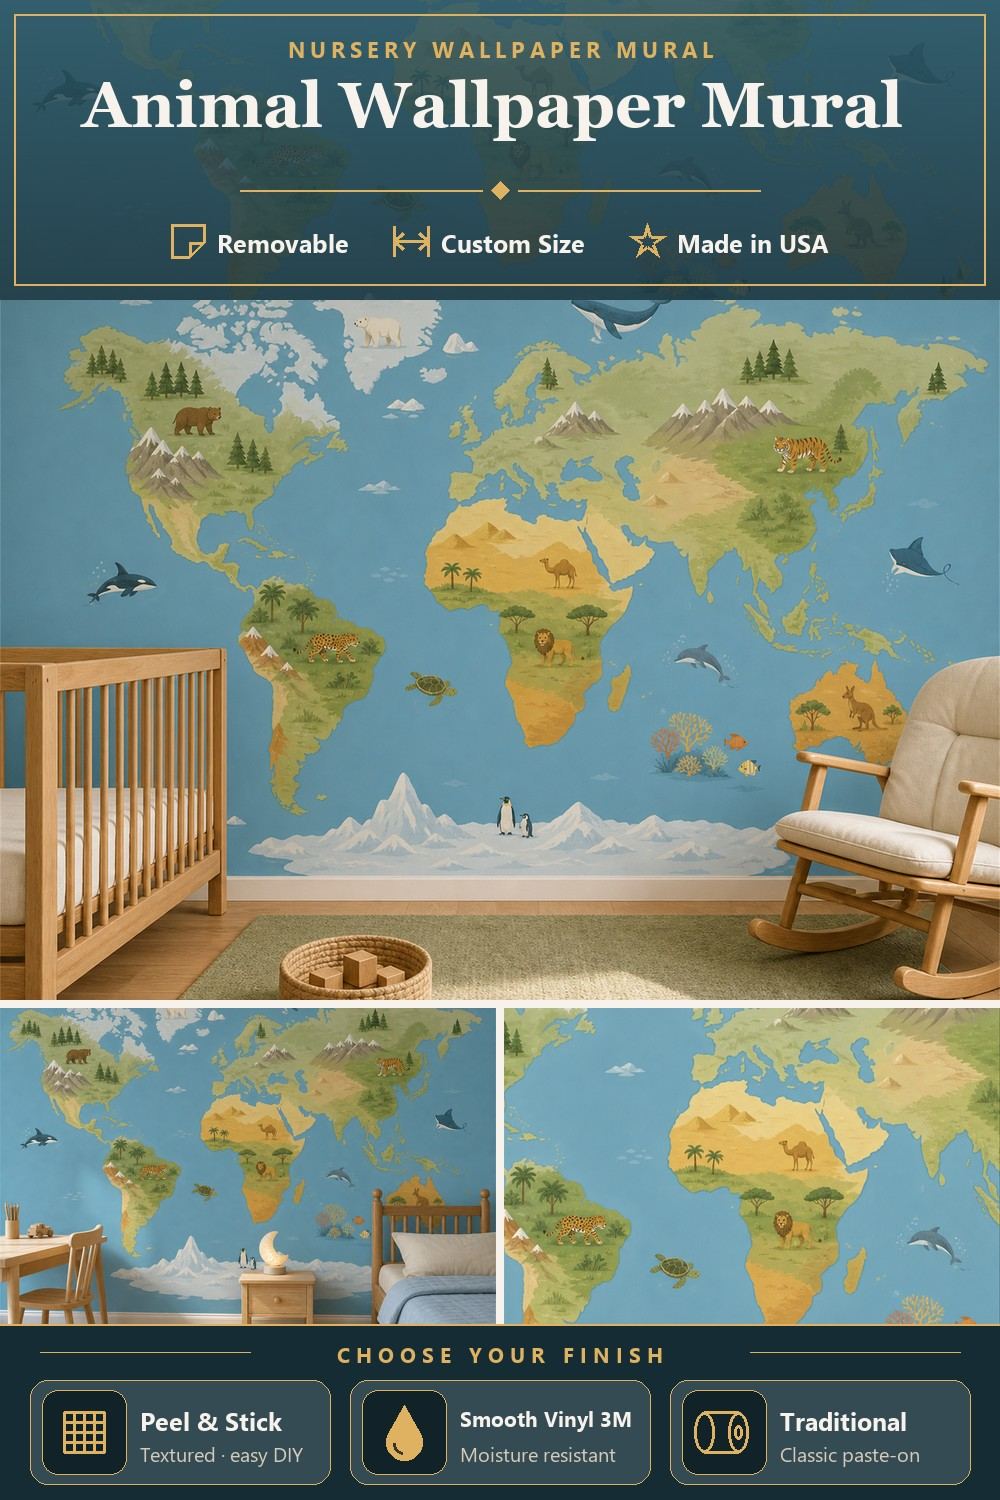 NURSERY WALLPAPER MURAL
Animal Wallpaper Mural
Removable
Custom Size
Made in USA
CHOOSE YOUR FINISH
Peel & Stick
Textured · easy DIY
Smooth Vinyl 3M
Moisture resistant
Traditional
Classic paste-on